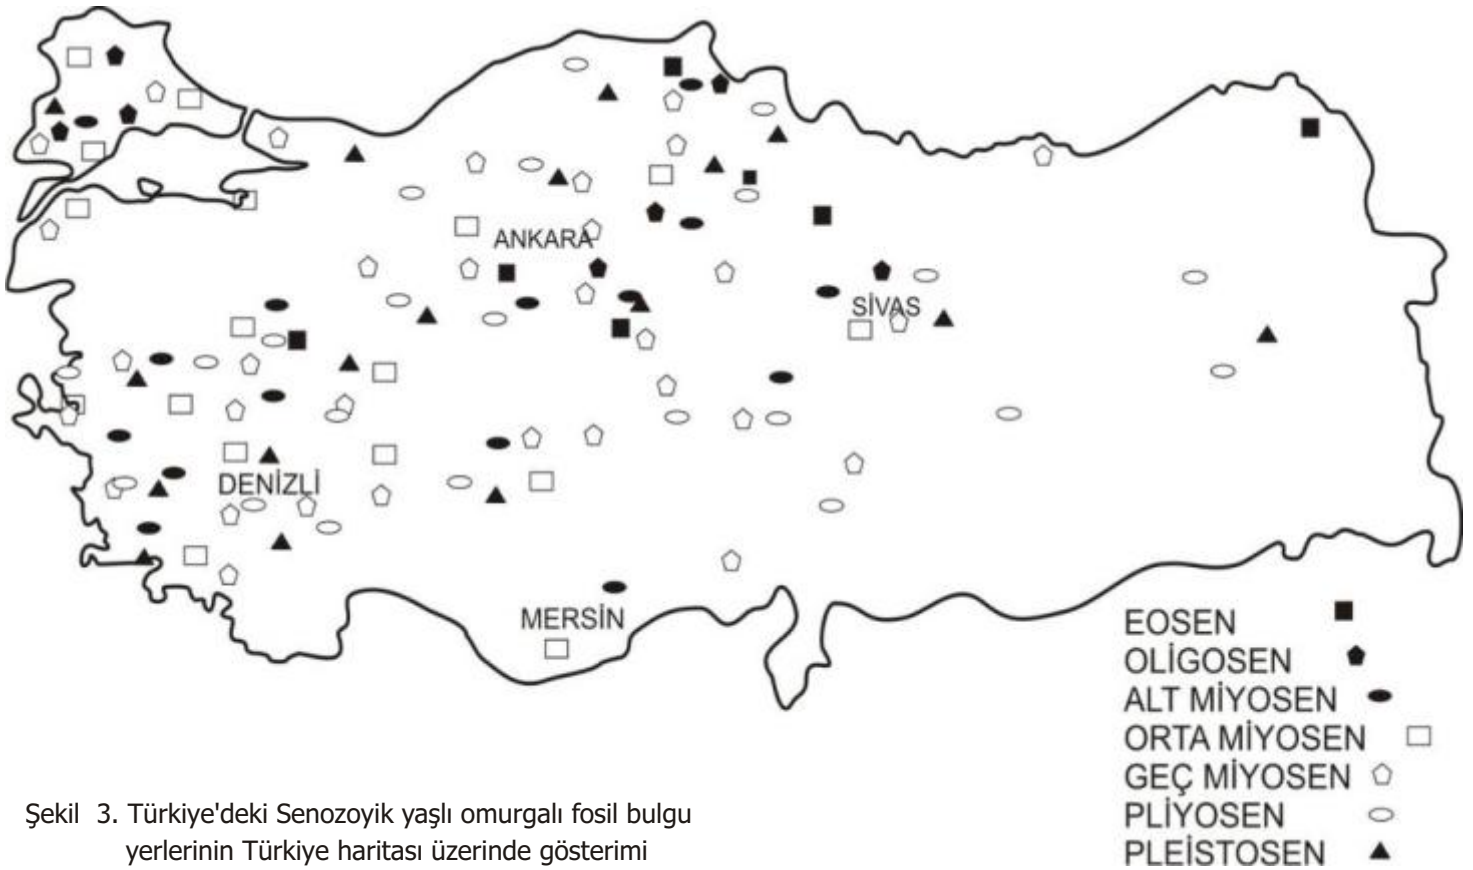 ANKARA
SİVAS
DENİZLİ
MERSİN
EOSEN
OLİGOSEN
ALT MİYOSEN
ORTA MİYOSEN
GEÇ MİYOSEN
PLİYOSEN
PLEİSTOSEN
Şekil 3. Türkiye'deki Senozoyik yaşlı omurgalı fosil bulgu
yerlerinin Türkiye haritası üzerinde gösterimi